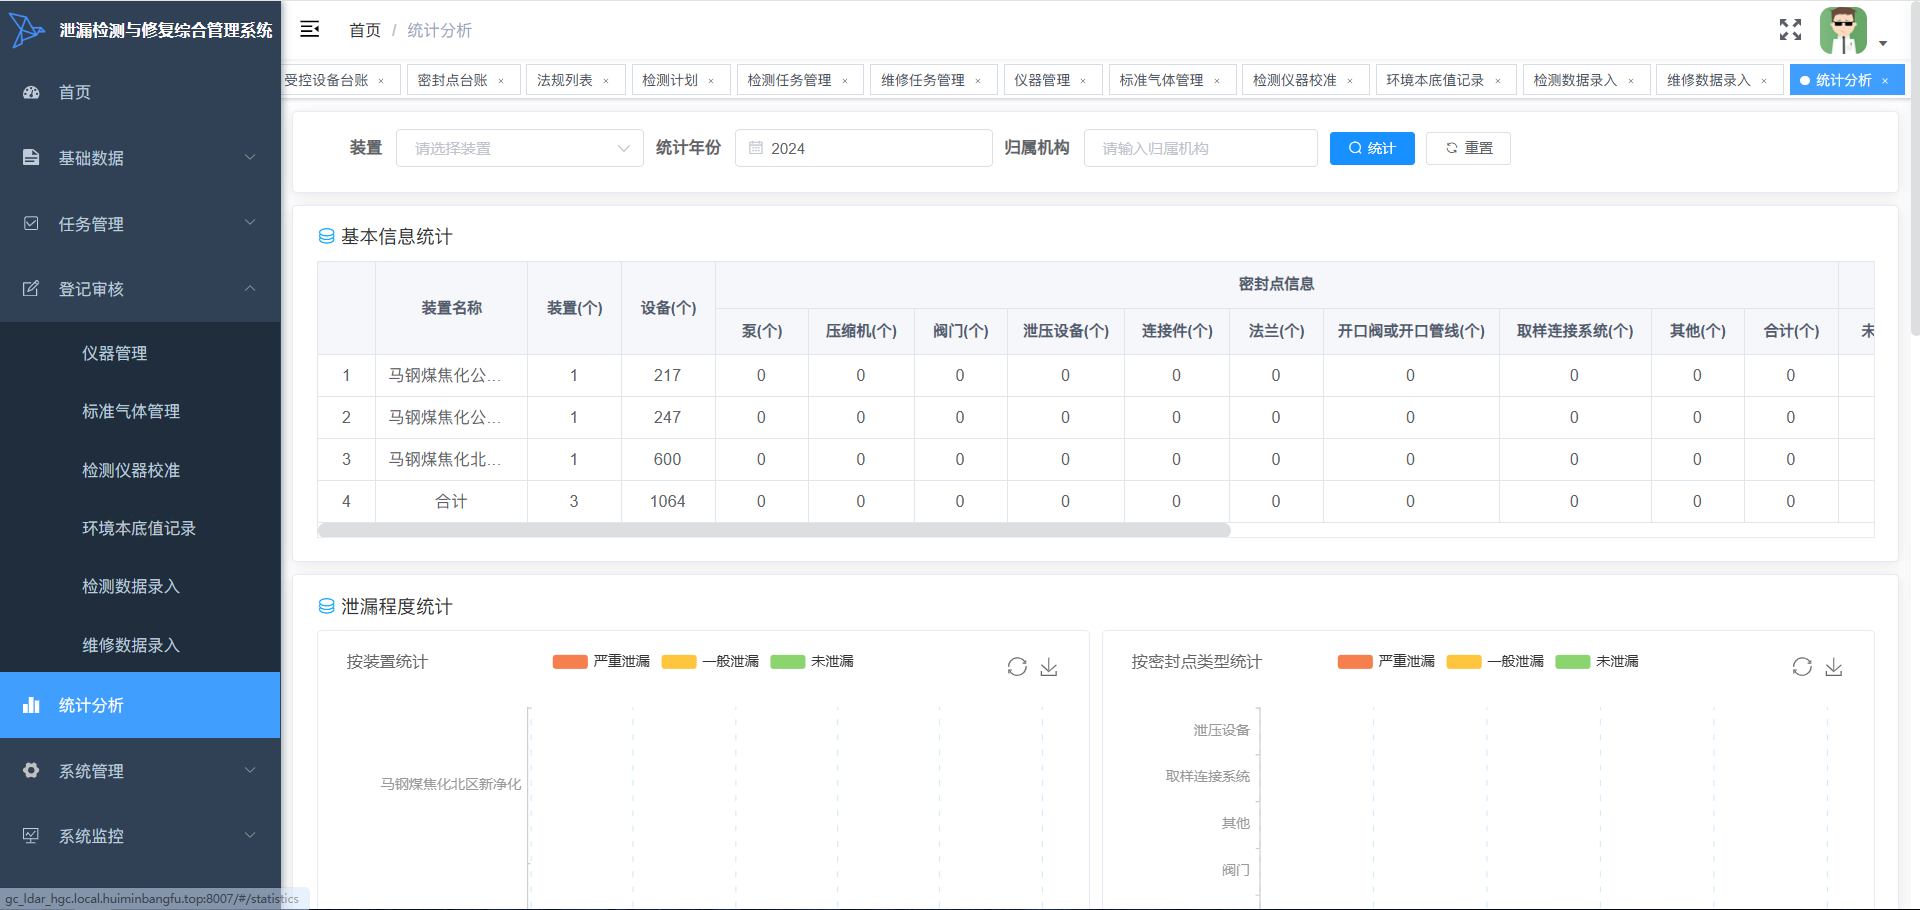 泄漏检测与修复综合管理系统
首页 / 统计分析
受控设备台账 × 密封点台账 × 法规列表 × 检测计划 × 检测任务管理 × 维修任务管理 × 仪器管理 × 标准气体管理 × 检测仪器校准 × 环境本底值记录 × 检测数据录入 × 维修数据录入 × 统计分析 ×
首页
基础数据
任务管理
登记审核
仪器管理
标准气体管理
检测仪器校准
环境本底值记录
检测数据录入
维修数据录入
统计分析
系统管理
系统监控
装置 请选择装置 统计年份 2024 归属机构 请输入归属机构 统计 重置
基本信息统计
密封点信息
装置名称 装置(个) 设备(个)
泵(个) 压缩机(个) 阀门(个) 泄压设备(个) 连接件(个) 法兰(个) 开口阀或开口管线(个) 取样连接系统(个) 其他(个) 合计(个) 未
1 马钢煤焦化公... 1 217 0 0 0 0 0 0 0 0 0 0
2 马钢煤焦化公... 1 247 0 0 0 0 0 0 0 0 0 0
3 马钢煤焦化北... 1 600 0 0 0 0 0 0 0 0 0 0
4 合计 3 1064 0 0 0 0 0 0 0 0 0 0
泄漏程度统计
按装置统计 严重泄漏 一般泄漏 未泄漏
马钢煤焦化北区新净化
按密封点类型统计 严重泄漏 一般泄漏 未泄漏
泄压设备
取样连接系统
其他
阀门
gc_ldar_hgc.local.huiminbangfu.top:8007/#/statistics